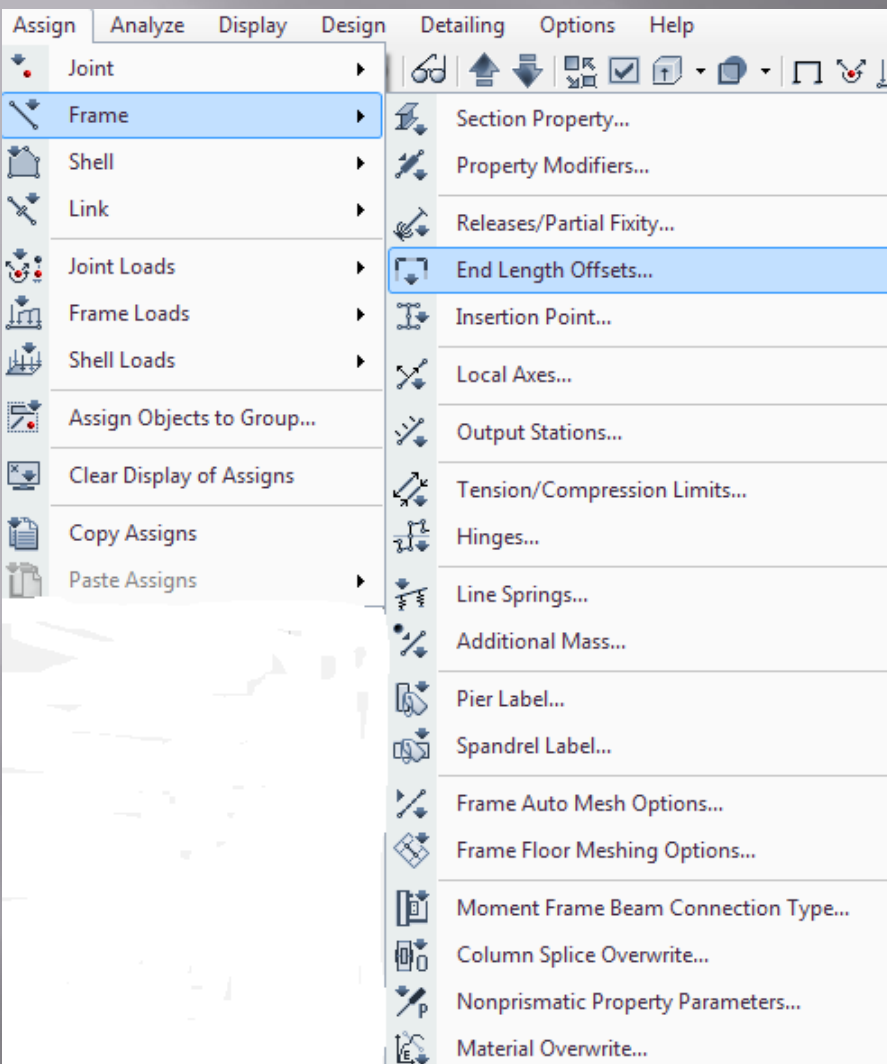 Assign Analyze Display Design Detailing Options Help
Joint
Frame
Shell
Link
Joint Loads
Frame Loads
Shell Loads
Assign Objects to Group...
Clear Display of Assigns
Copy Assigns
Paste Assigns
Section Property...
Property Modifiers...
Releases/Partial Fixity...
End Length Offsets...
Insertion Point...
Local Axes...
Output Stations...
Tension/Compression Limits...
Hinges...
Line Springs...
Additional Mass...
Pier Label...
Spandrel Label...
Frame Auto Mesh Options...
Frame Floor Meshing Options...
Moment Frame Beam Connection Type...
Column Splice Overwrite...
Nonprismatic Property Parameters...
Material Overwrite...